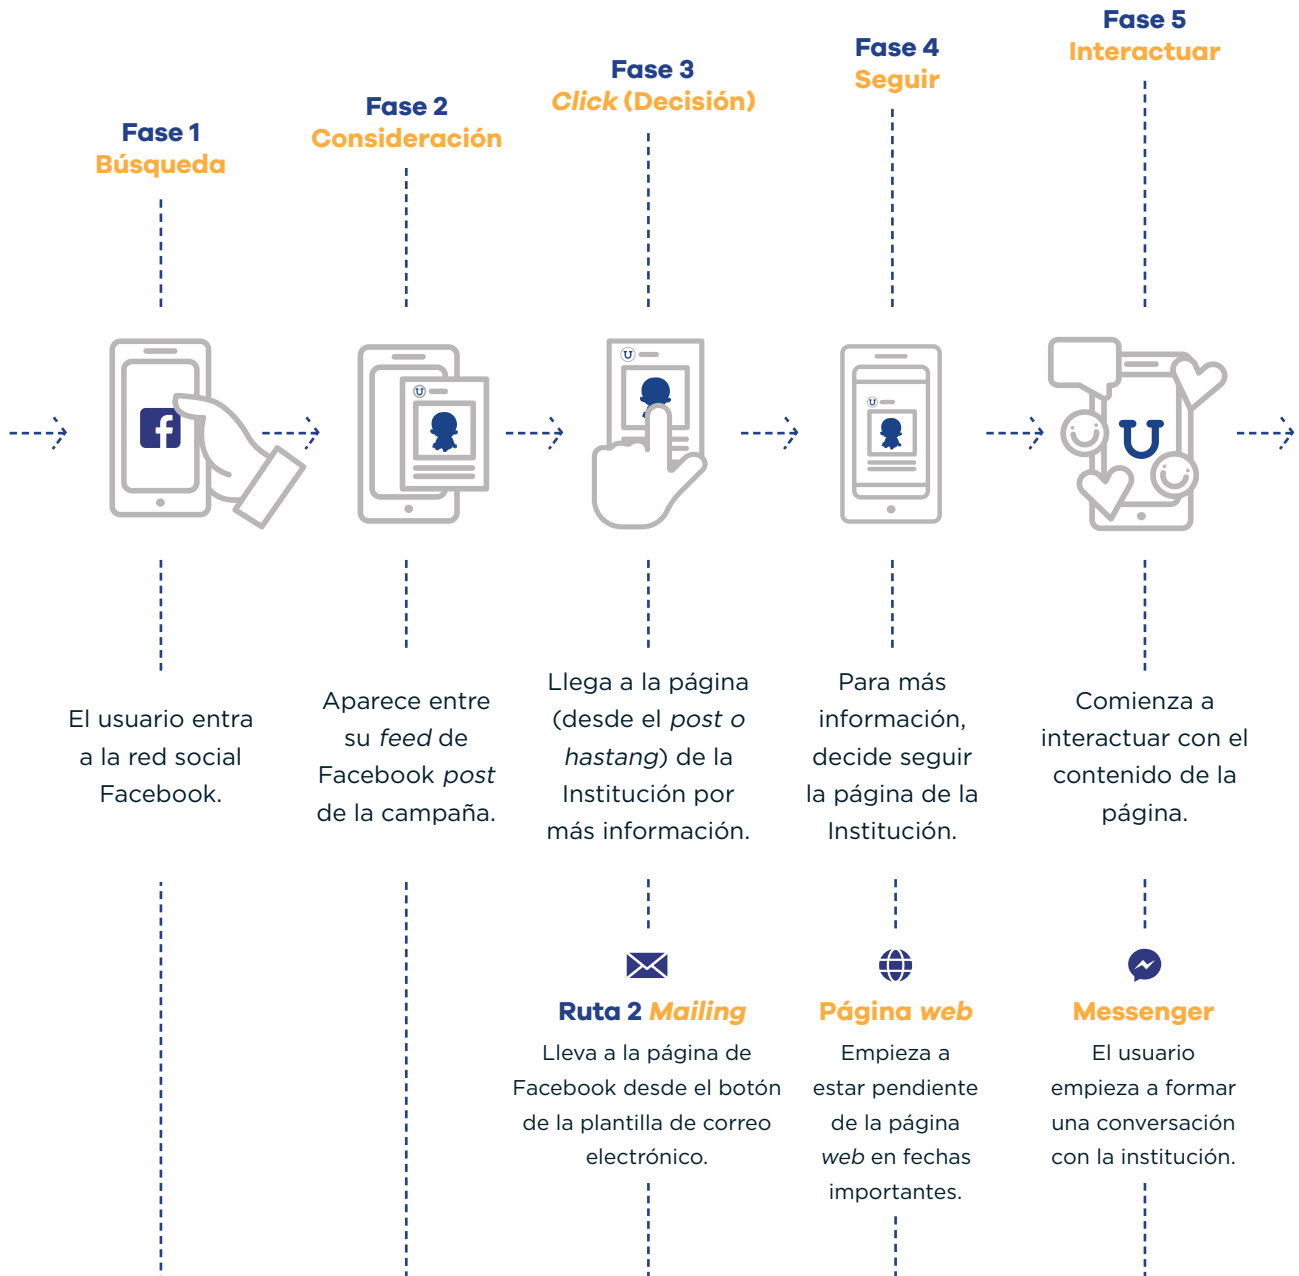 Fase 1
Búsqueda
El usuario entra
a la red social
Facebook.
Fase 2
Consideración
Aparece entre
su feed de
Facebook post
de la campaña.
Fase 3
Click (Decisión)
Llega a la página
(desde el post o
hastang) de la
Institución por
más información.
Ruta 2 Mailing
Lleva a la página de
Facebook desde el botón
de la plantilla de correo
electrónico.
Fase 4
Seguir
Para más
información,
decide seguir
la página de la
Institución.
Página web
Empieza a
estar pendiente
de la página
web en fechas
importantes.
Fase 5
Interactuar
Comienza a
interactuar con el
contenido de la
página.
Messenger
El usuario
empieza a formar
una conversación
con la institución.